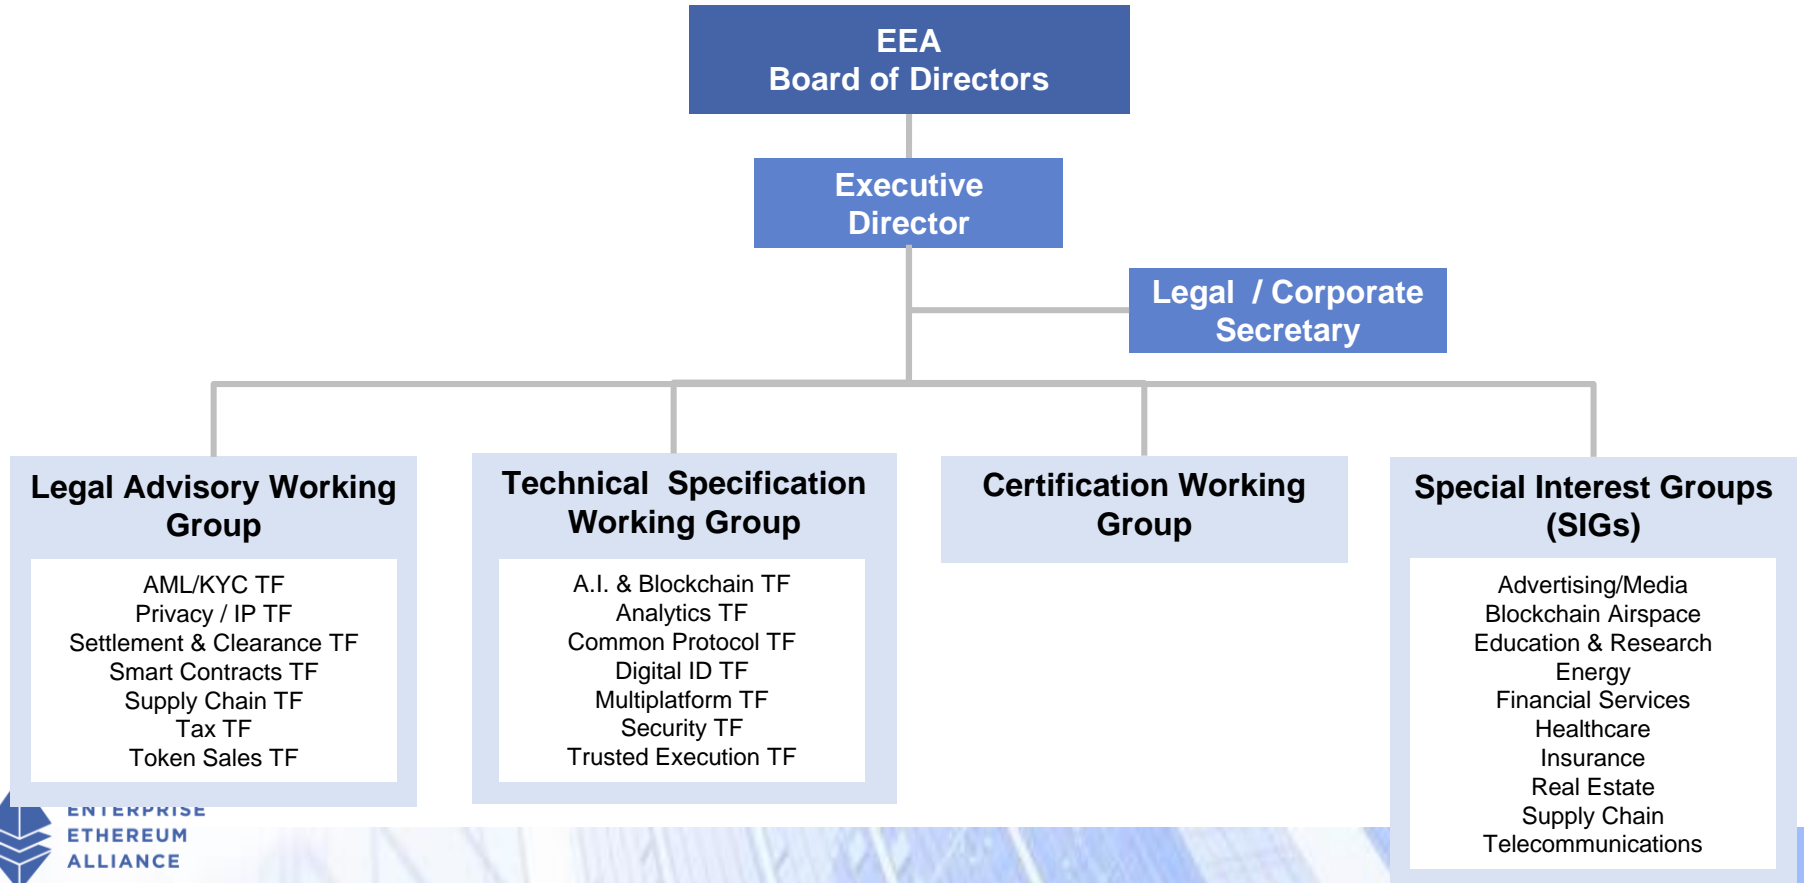 EEA
Board of Directors
Executive
Director
Legal / Corporate
Secretary
Legal Advisory Working
Group
AML/KYC TF
Privacy / IP TF
Settlement & Clearance TF
Smart Contracts TF
Supply Chain TF
Tax TF
Token Sales TF
Technical Specification
Working Group
A.I. & Blockchain TF
Analytics TF
Common Protocol TF
Digital ID TF
Multiplatform TF
Security TF
Trusted Execution TF
Certification Working
Group
Special Interest Groups
(SIGs)
Advertising/Media
Blockchain Airspace
Education & Research
Energy
Financial Services
Healthcare
Insurance
Real Estate
Supply Chain
Telecommunications
ENTERPRISE
ETHEREUM
ALLIANCE